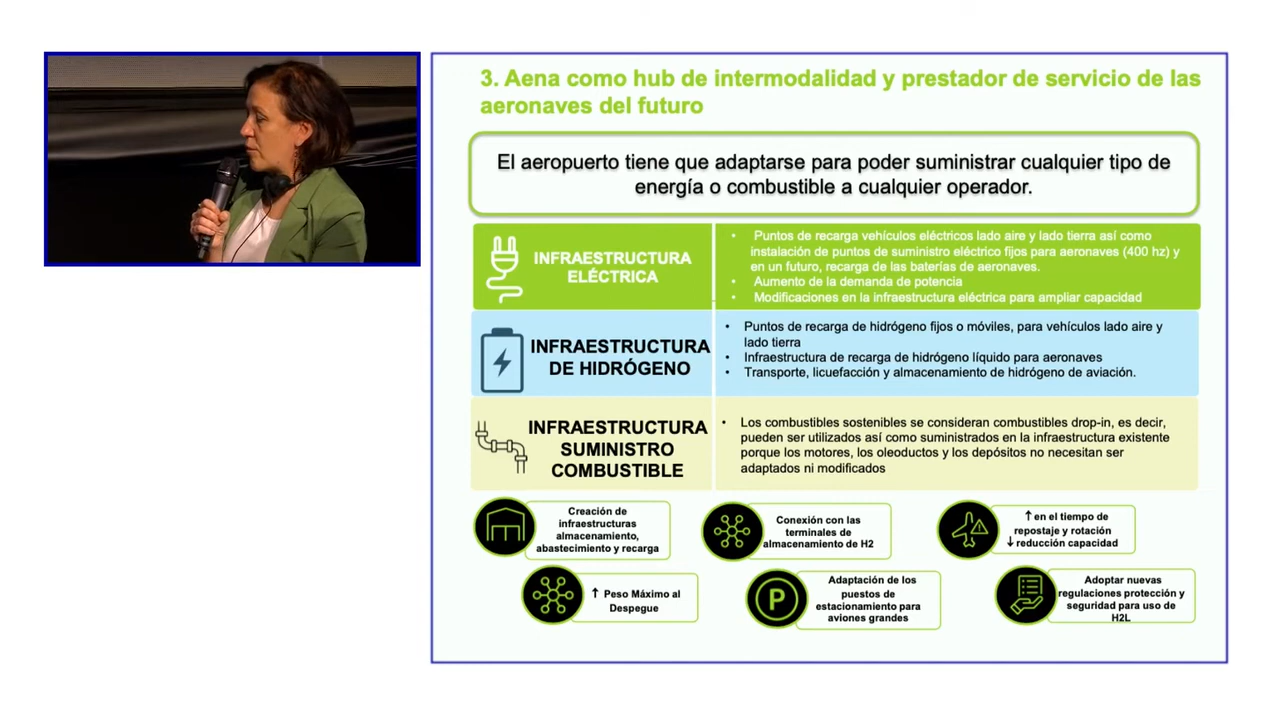 3. Aena como hub de intermodalidad y prestador de servicio de las
aeronaves del futuro
El aeropuerto tiene que adaptarse para poder suministrar cualquier tipo de
energía o combustible a cualquier operador.
INFRAESTRUCTURA
ELÉCTRICA
• Puntos de recarga vehículos eléctricos lado aire y lado tierra así como
instalación de puntos de suministro eléctrico fijos para aeronaves (400 hz) y
en un futuro, recarga de las baterías de aeronaves.
• Aumento de la demanda de potencia
• Modificaciones en la infraestructura eléctrica para ampliar capacidad
INFRAESTRUCTURA
DE HIDRÓGENO
• Puntos de recarga de hidrógeno fijos o móviles, para vehículos lado aire y
lado tierra
• Infraestructura de recarga de hidrógeno líquido para aeronaves
• Transporte, licuefacción y almacenamiento de hidrógeno de aviación.
INFRAESTRUCTURA
SUMINISTRO
COMBUSTIBLE
• Los combustibles sostenibles se consideran combustibles drop-in, es decir,
pueden ser utilizados así como suministrados en la infraestructura existente
porque los motores, los oleoductos y los depósitos no necesitan ser
adaptados ni modificados
Creación de
infraestructuras
almacenamiento,
abastecimiento y recarga
Conexión con las
terminales de
almacenamiento de H2
↑ en el tiempo de
repostaje y rotación
↓ reducción capacidad
↑ Peso Máximo al
Despegue
P
Adaptación de los
puestos de
estacionamiento para
aviones grandes
Adoptar nuevas
regulaciones protección y
seguridad para uso de
H2L